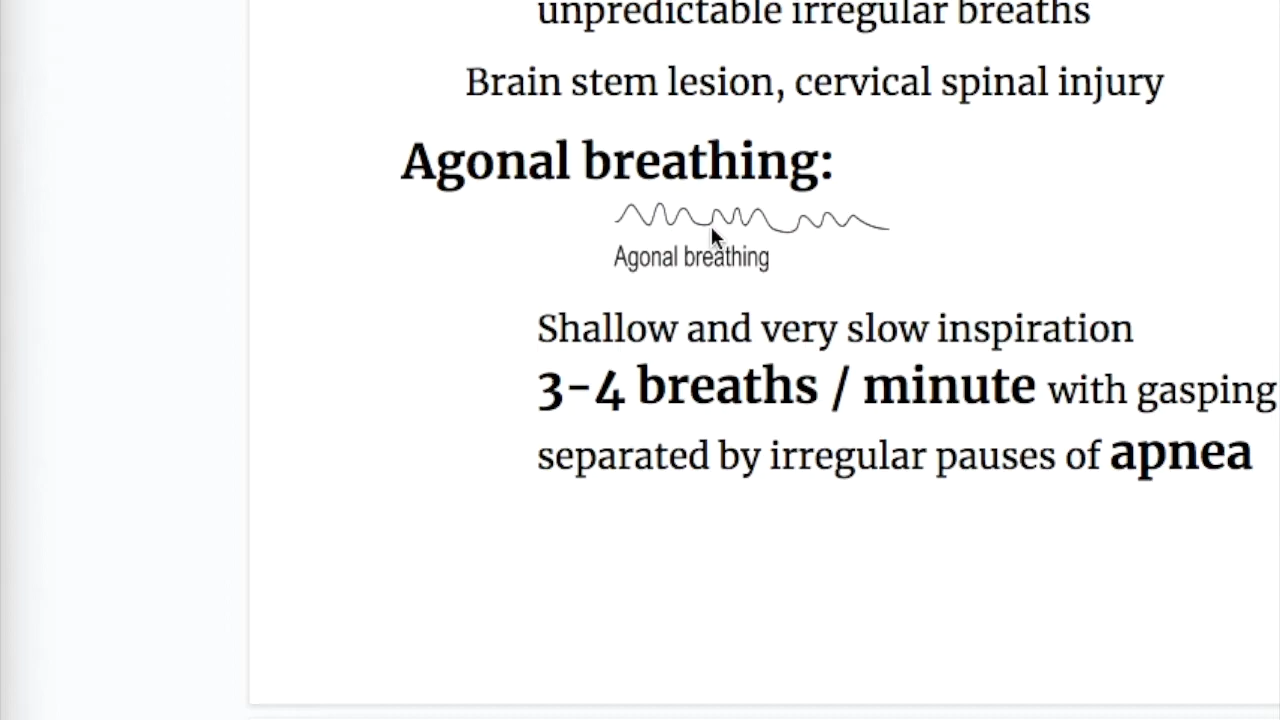 unpredictable irregular breaths
Brain stem lesion, cervical spinal injury
Agonal breathing:
Agonal breathing
Shallow and very slow inspiration
3-4 breaths / minute with gasping
separated by irregular pauses of apnea